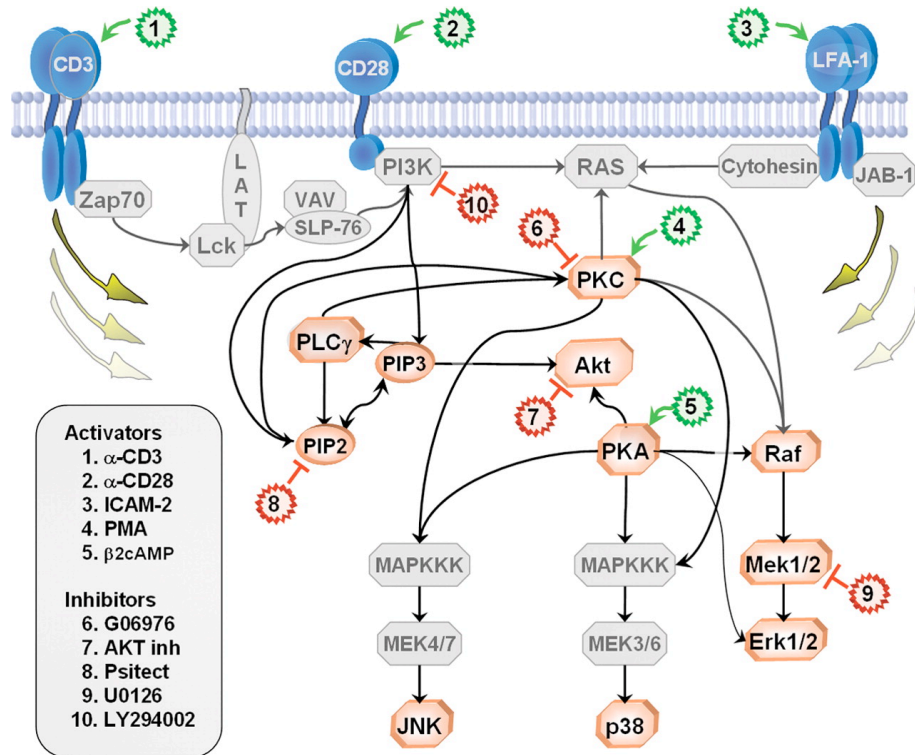 1
2
3
CD3
CD28
LFA-1
LAT
PI3K
RAS
Cytohesin
JAB-1
Zap70
VAV
Lck
SLP-76
10
6
4
PKC
PLCγ
PIP3
Akt
7
5
PIP2
PKA
Raf
8
MAPKKK
MAPKKK
Mek1/2
9
MEK4/7
MEK3/6
Erk1/2
JNK
p38
Activators
1. α-CD3
2. α-CD28
3. ICAM-2
4. PMA
5. β2cAMP
Inhibitors
6. G06976
7. AKT inh
8. Psitect
9. U0126
10. LY294002